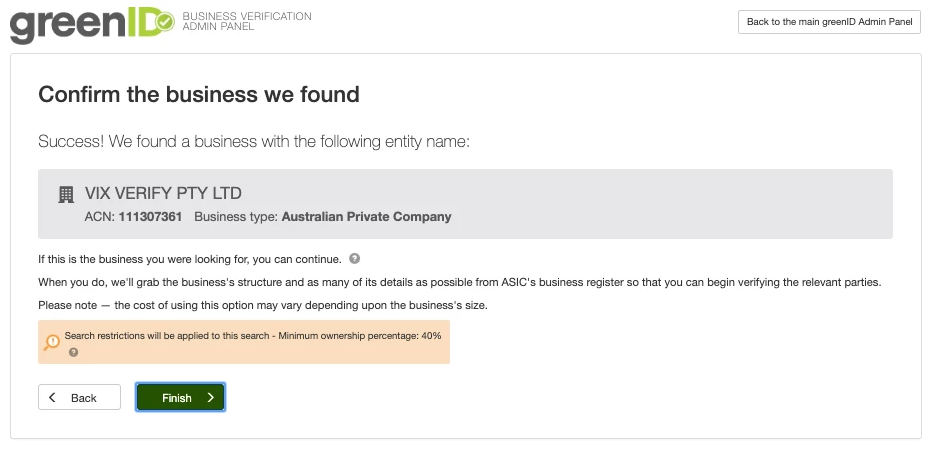 greenID BUSINESS VERIFICATION
ADMIN PANEL
Back to the main greenID Admin Panel
Confirm the business we found
Success! We found a business with the following entity name:
VIX VERIFY PTY LTD
ACN: 111307361 Business type: Australian Private Company
If this is the business you were looking for, you can continue. ?
When you do, we'll grab the business's structure and as many of its details as possible from ASIC's business register so that you can begin verifying the relevant parties.
Please note — the cost of using this option may vary depending upon the business's size.
Search restrictions will be applied to this search - Minimum ownership percentage: 40%
?
Back
Finish